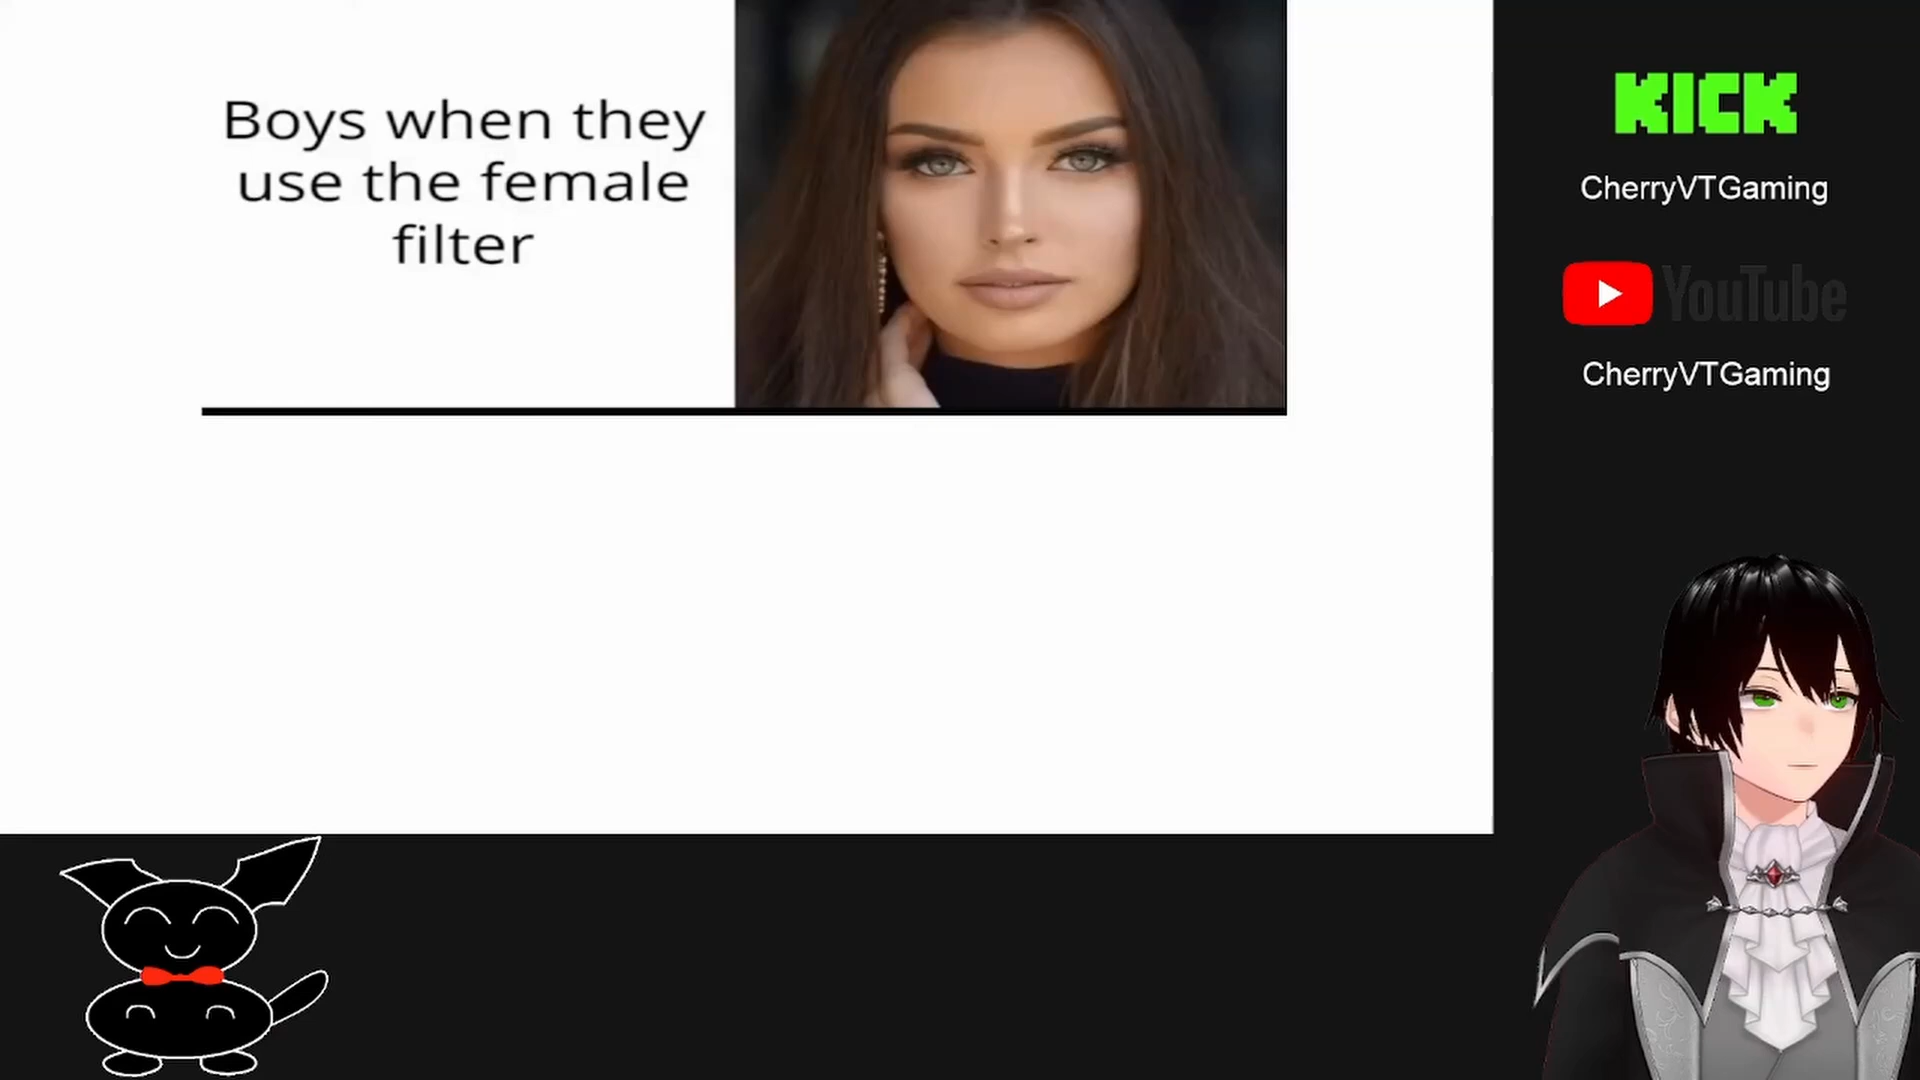 Boys when they
use the female
filter
KICK
CherryVTGaming
YouTube
CherryVTGaming